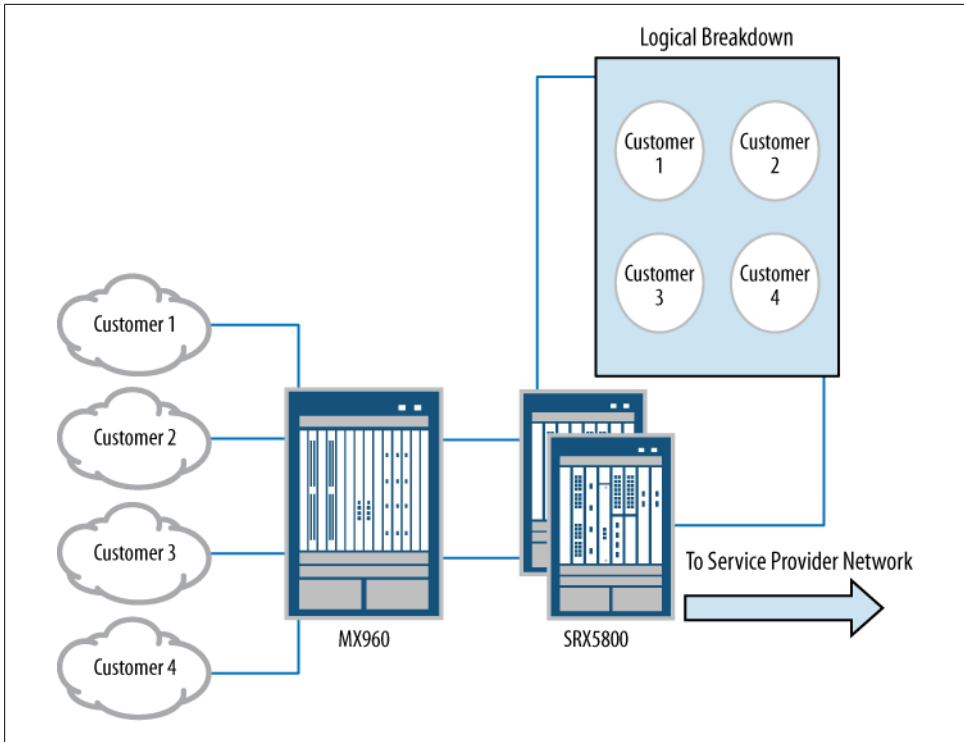 Logical Breakdown
Customer
1
Customer
2
Customer
3
Customer
4
Customer 1
Customer 2
Customer 3
Customer 4
MX960
SRX5800
To Service Provider Network